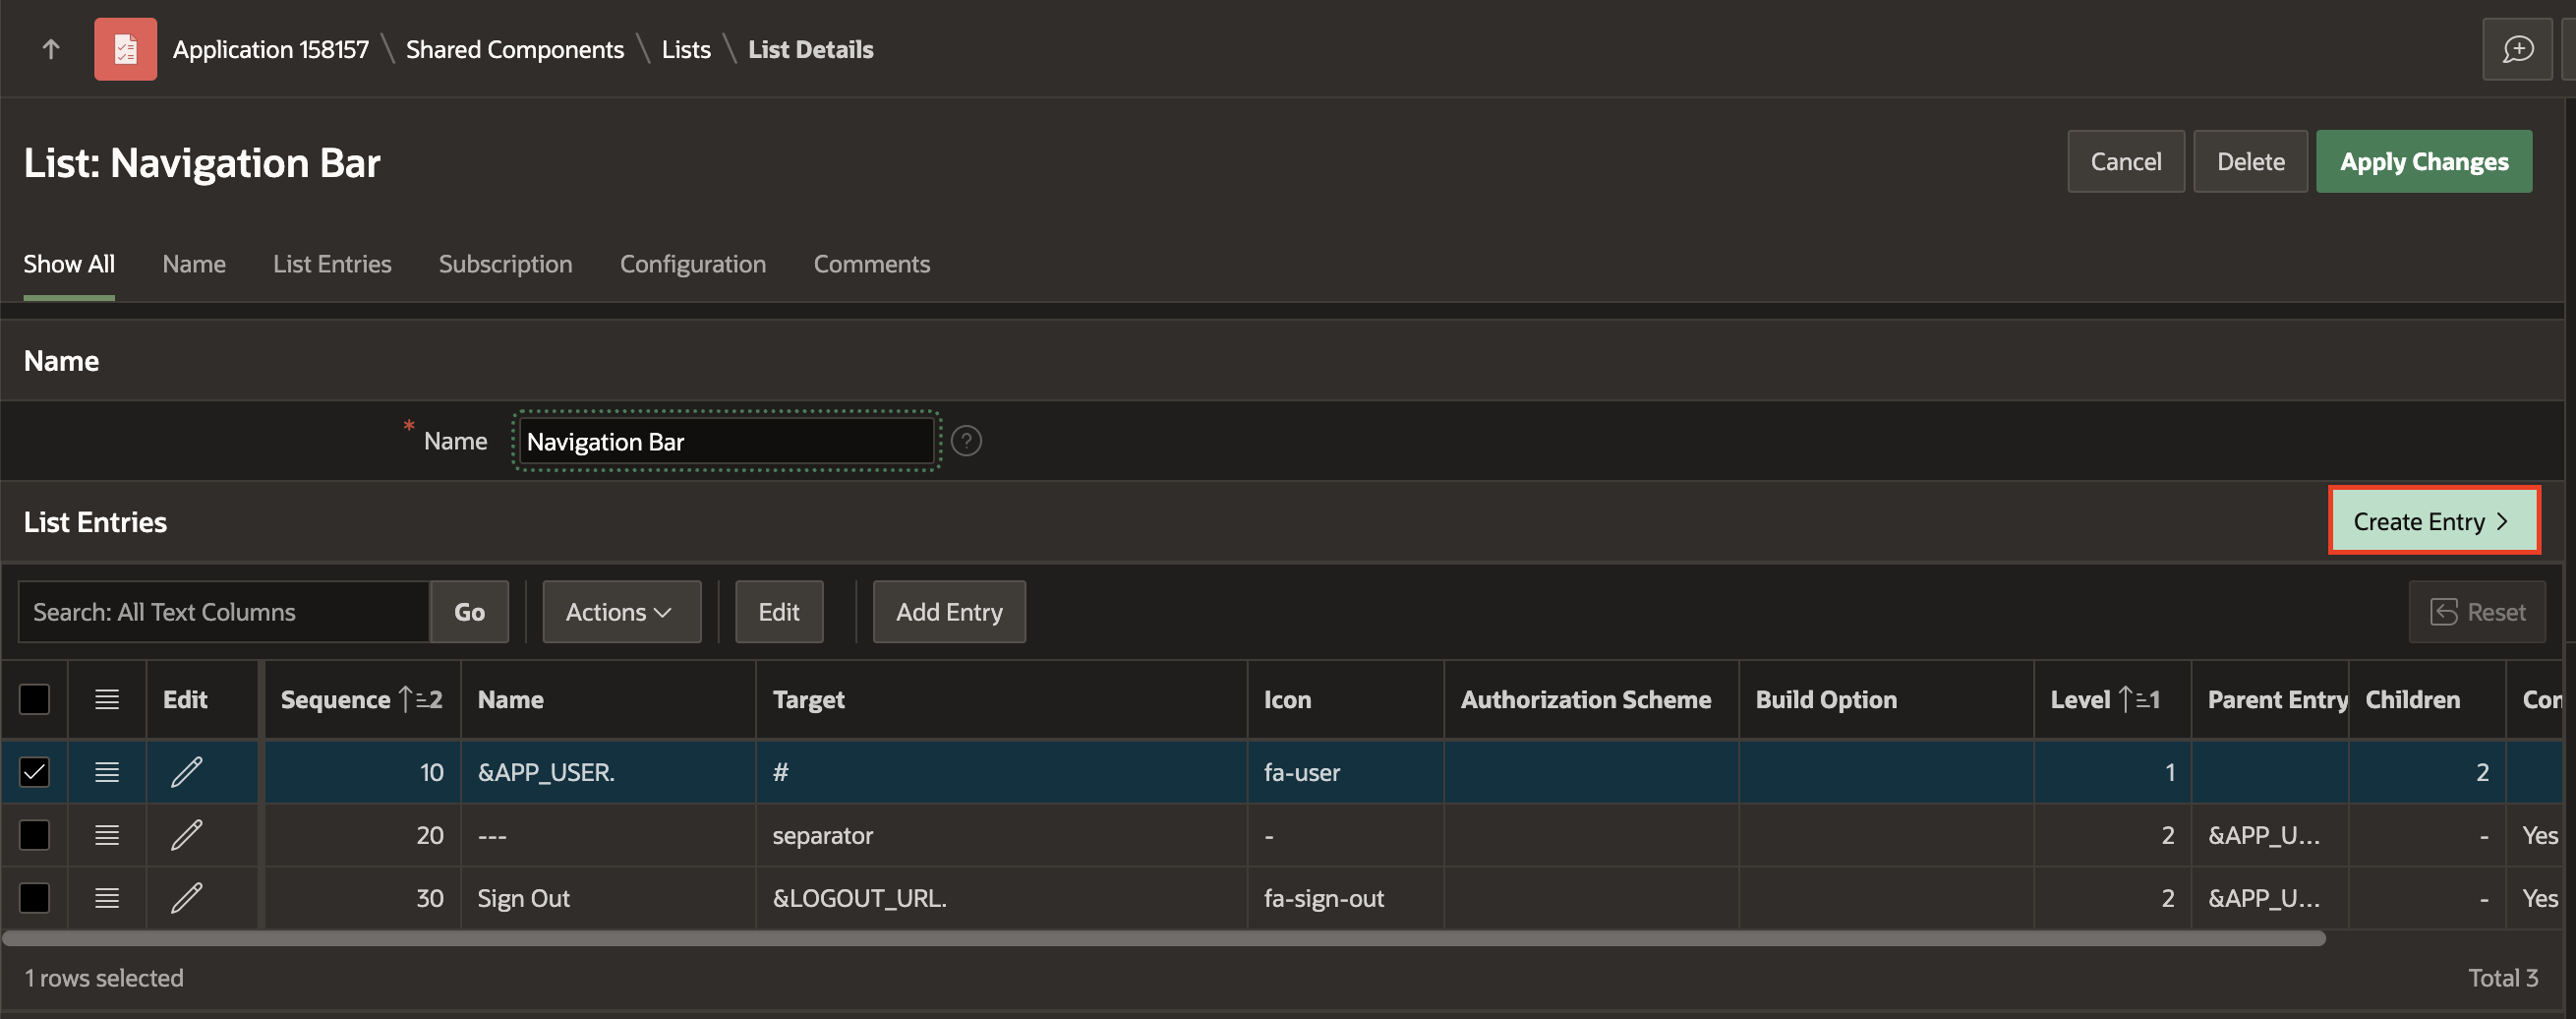 Application 158157 \ Shared Components \ Lists \ List Details
List: Navigation Bar
Cancel Delete Apply Changes
Show All Name List Entries Subscription Configuration Comments
Name
* Name Navigation Bar ?
List Entries
Create Entry >
Search: All Text Columns Go Actions Edit Add Entry Reset
Edit Sequence 2 Name Target Icon Authorization Scheme Build Option Level 1 Parent Entry Children Con
10 &APP_USER. # fa-user 1 2
20 --- separator - 2 &APP_U... - Yes
30 Sign Out &LOGOUT_URL. fa-sign-out 2 &APP_U... - Yes
1 rows selected Total 3